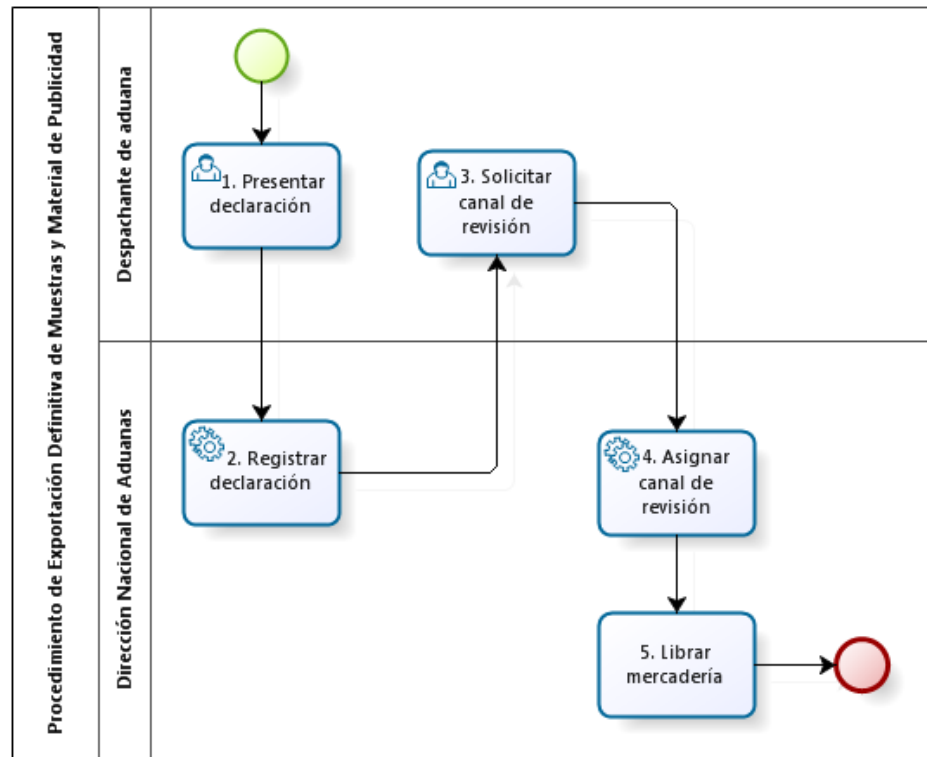 Procedimiento de Exportación Definitiva de Muestras y Material de Publicidad
Despachante de aduana
1. Presentar
declaración
3. Solicitar
canal de
revisión
Dirección Nacional de Aduanas
2. Registrar
declaración
4. Asignar
canal de
revisión
5. Librar
mercadería